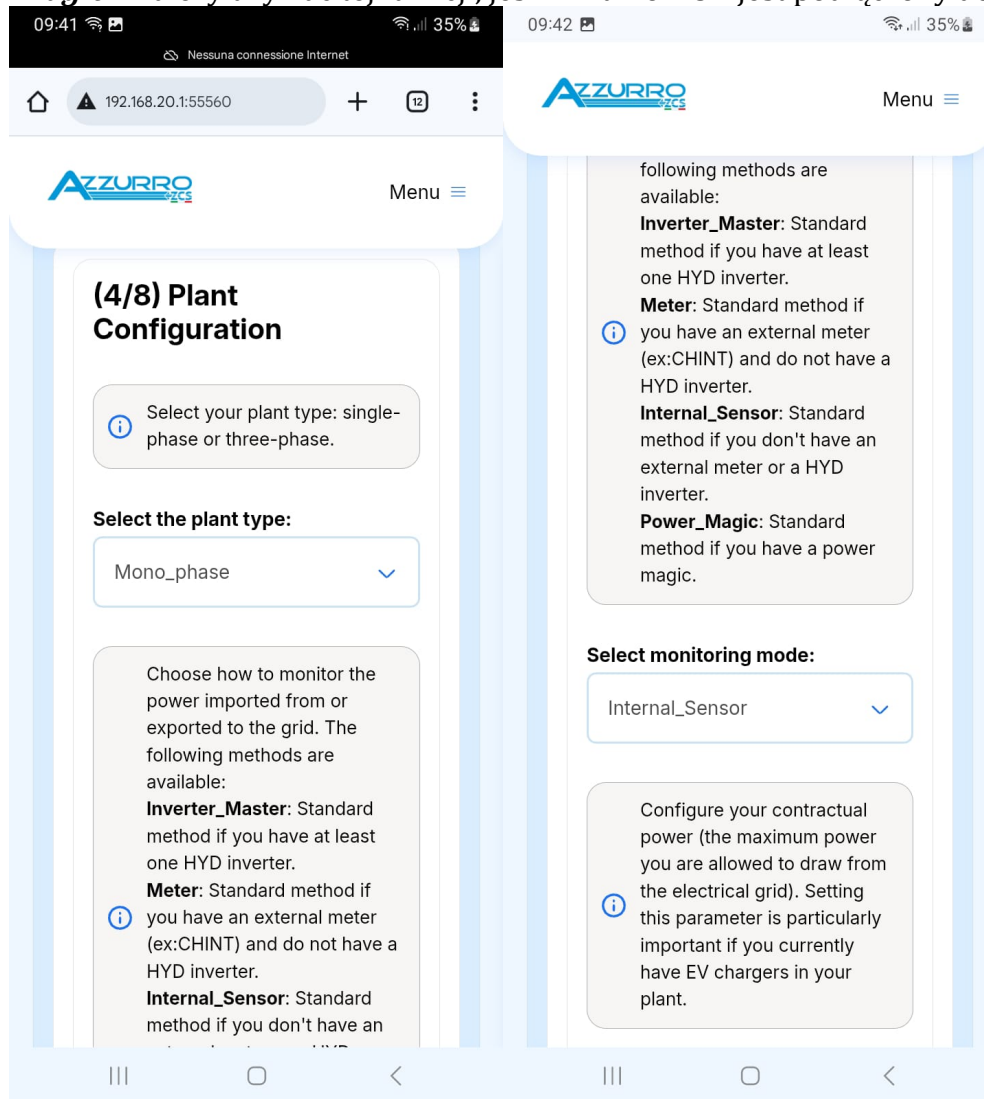 09:41
35%
Nessuna connessione Internet
192.168.20.1:55560
12
AZZURRO
ZCS
Menu
(4/8) Plant
Configuration
Select your plant type: single-
phase or three-phase.
Select the plant type:
Mono_phase
Choose how to monitor the
power imported from or
exported to the grid. The
following methods are
available:
Inverter_Master: Standard
method if you have at least
one HYD inverter.
Meter: Standard method if
you have an external meter
(ex:CHINT) and do not have a
HYD inverter.
Internal_Sensor: Standard
method if you don't have an
09:42
35%
AZZURRO
ZCS
Menu
following methods are
available:
Inverter_Master: Standard
method if you have at least
one HYD inverter.
Meter: Standard method if
you have an external meter
(ex:CHINT) and do not have a
HYD inverter.
Internal_Sensor: Standard
method if you don't have an
external meter or a HYD
inverter.
Power_Magic: Standard
method if you have a power
magic.
Select monitoring mode:
Internal_Sensor
Configure your contractual
power (the maximum power
you are allowed to draw from
the electrical grid). Setting
this parameter is particularly
important if you currently
have EV chargers in your
plant.